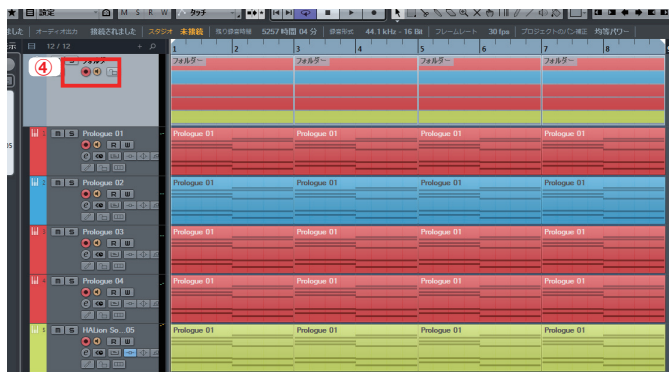 設定 M S R W タッチ
オーディオ出力 接続されました スタジオ 未接続 残り録音時間 5257 時間 04 分 録音形式 44.1 kHz - 16 Bit フレームレート 30 fps プロジェクトのパン補正 均等パワー
示 12 / 12 + 1 2 3 4 5 6 7 8
④ S フォルダー フォルダー フォルダー フォルダー フォルダー
1 m S Prologue 01 Prologue 01 Prologue 01 Prologue 01 Prologue 01
R W
e
2 m S Prologue 02 Prologue 01 Prologue 01 Prologue 01 Prologue 01
R W
e
m S Prologue 03 Prologue 01 Prologue 01 Prologue 01 Prologue 01
R W
e
m S Prologue 04 Prologue 01 Prologue 01 Prologue 01 Prologue 01
R W
e
m S HALion So...05 Prologue 01 Prologue 01 Prologue 01 Prologue 01
R W
e